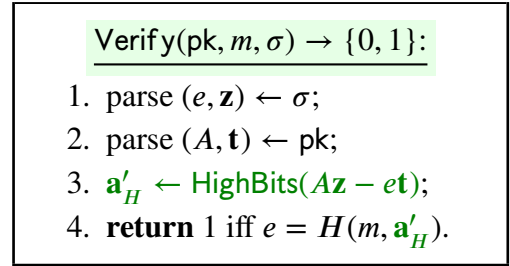 Verify(pk, m, σ) → {0, 1}:
1. parse (e, z) ← σ;
2. parse (A, t) ← pk;
3. a′_H ← HighBits(Az − et);
4. return 1 iff e = H(m, a′_H).